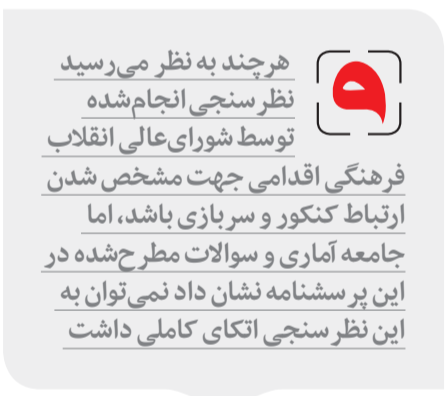 هرچند به نظر می‌رسید
نظرسنجی انجام‌شده
توسط شورای‌عالی انقلاب
فرهنگی اقدامی جهت مشخص شدن
ارتباط کنکور و سربازی باشد، اما
جامعه آماری و سوالات مطرح‌شده در
این پرسشنامه نشان داد نمی‌توان به
این نظرسنجی اتکای کاملی داشت